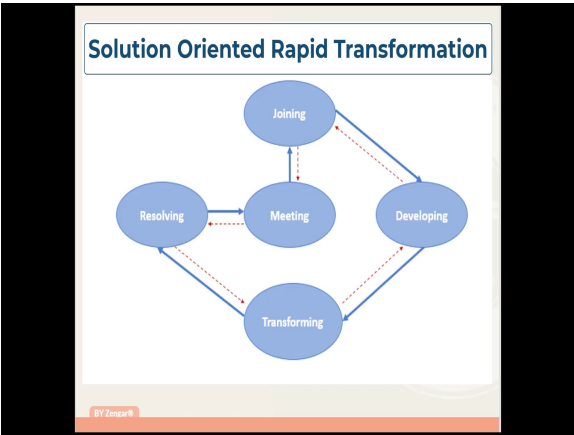 Solution Oriented Rapid Transformation
Joining
Resolving
Meeting
Developing
Transforming
BY Zengar®